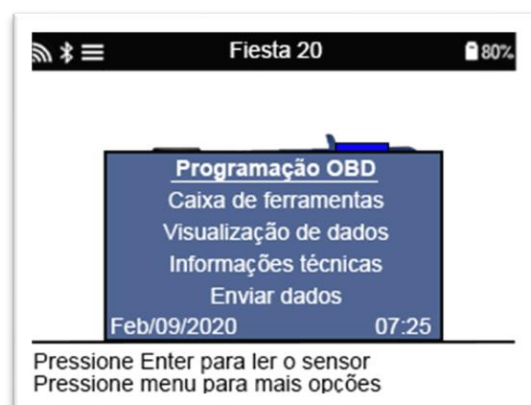 Fiesta 20
80%
Programação OBD
Caixa de ferramentas
Visualização de dados
Informações técnicas
Enviar dados
Feb/09/2020 07:25
Pressione Enter para ler o sensor
Pressione menu para mais opções